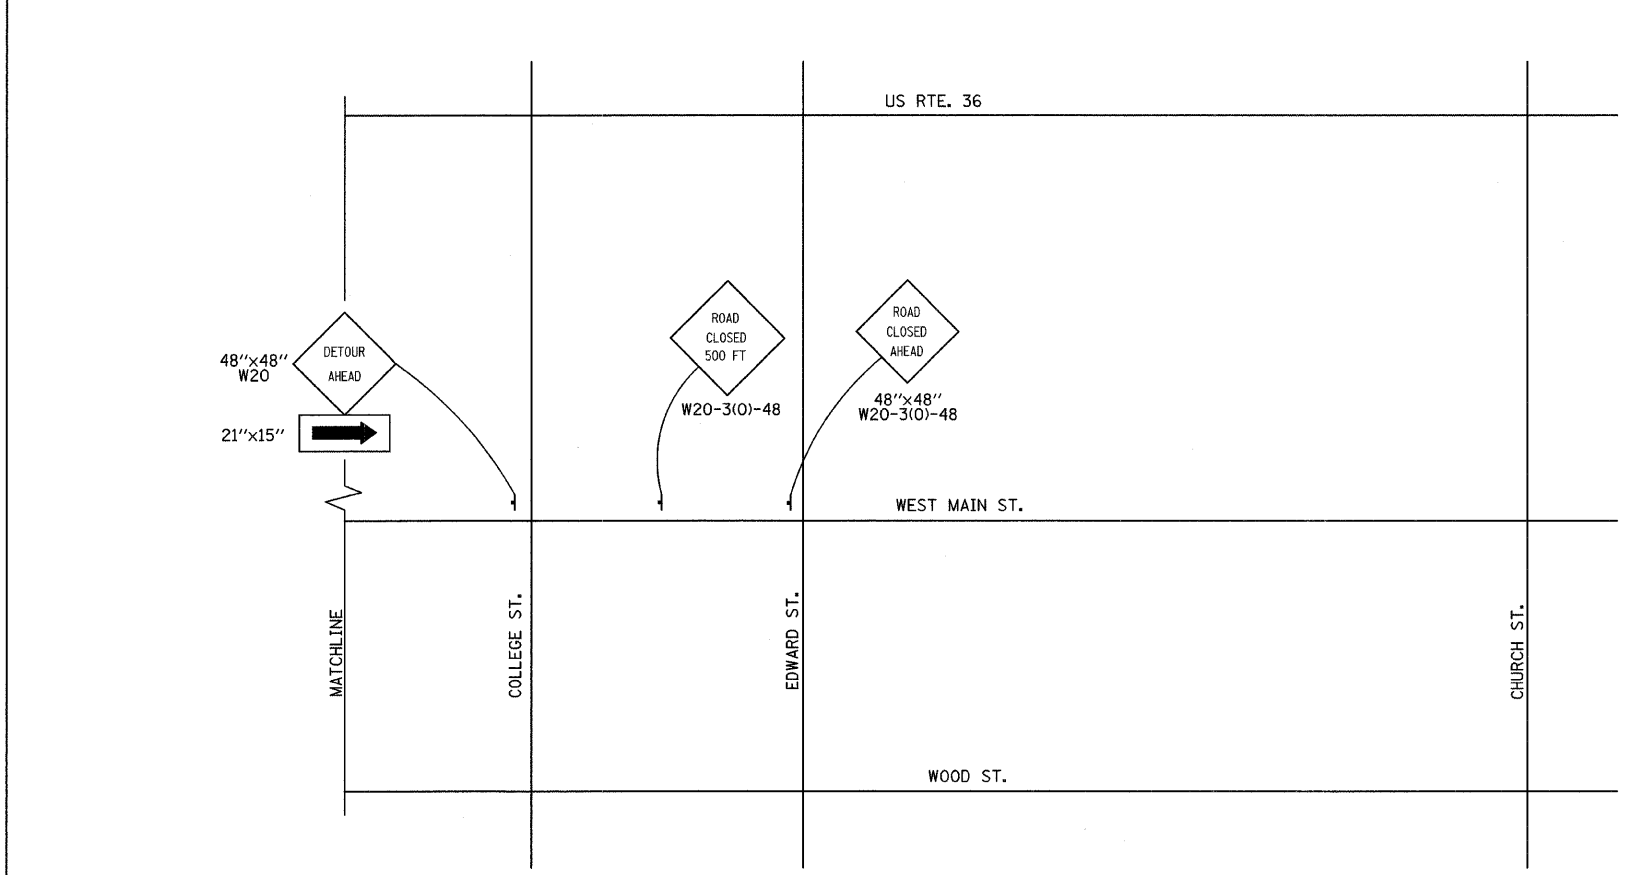 US RTE. 36
ROAD
CLOSED
500 FT
W20-3(O)-48
ROAD
CLOSED
AHEAD
48"x48"
W20-3(O)-48
DETOUR
AHEAD
48"x48"
W20
21"x15"
WEST MAIN ST.
MATCHLINE
COLLEGE ST.
EDWARD ST.
CHURCH ST.
WOOD ST.